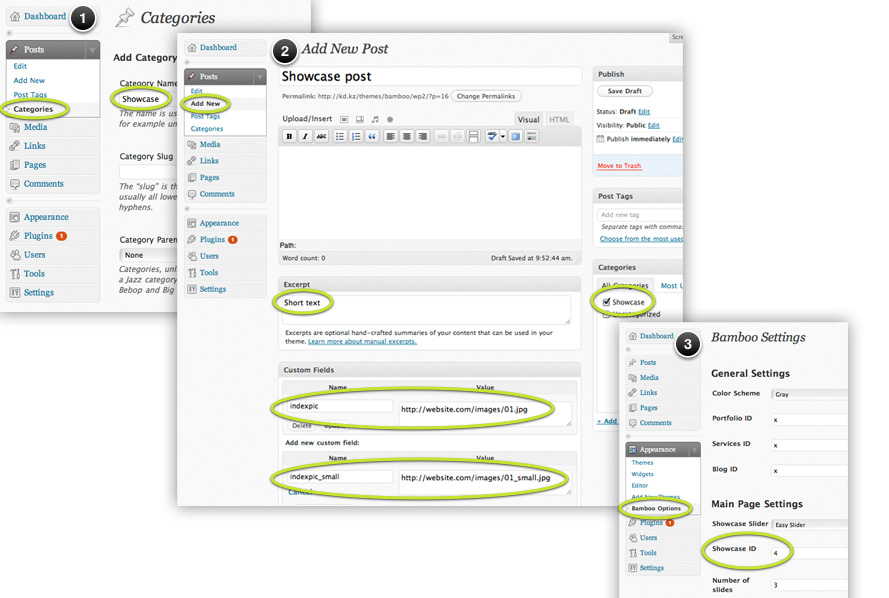 Dashboard
1
Categories
Posts
Edit
Add New
Post Tags
Categories
Media
Links
Pages
Comments
Appearance
Plugins 1
Users
Tools
Settings
Add Category
Category Name
Showcase
The name is us
for example un
Category Slug
The “slug” is th
usually all lowe
hyphens.
Category Paren
None
Categories, unl
a Jazz category
Bebop and Big
Dashboard
2
Add New Post
Scre
Posts
Edit
Add New
Post Tags
Categories
Media
Links
Pages
Comments
Appearance
Plugins 1
Users
Tools
Settings
Showcase post
Permalink: http://kd.kz/themes/bamboo/wp2/?p=16 Change Permalinks
Upload/Insert
Visual HTML
B I ABC
Path:
Word count: 0 Draft Saved at 9:52:44 am.
Excerpt
Short text
Excerpts are optional hand-crafted summaries of your content that can be used in your
theme. Learn more about manual excerpts.
Custom Fields
Name Value
indexpic http://website.com/images/01.jpg
Delete
Add new custom field:
Name Value
indexpic_small http://website.com/images/01_small.jpg
Cancel
Publish
Save Draft
Status: Draft Edit
Visibility: Public Edit
Publish immediately Edit
Move to Trash
Post Tags
Add new tag
Separate tags with commas
Choose from the most used
Categories
All Categories Most U
Showcase
Uncategorized
+ Add
Dashboard
3
Bamboo Settings
Posts
Media
Links
Pages
Comments
Appearance
Themes
Widgets
Editor
Add New Themes
Bamboo Options
Plugins 1
Users
Tools
Settings
General Settings
Color Scheme Gray
Portfolio ID x
Services ID x
Blog ID x
Main Page Settings
Showcase Slider Easy Slider
Showcase ID 4
Number of
slides 3